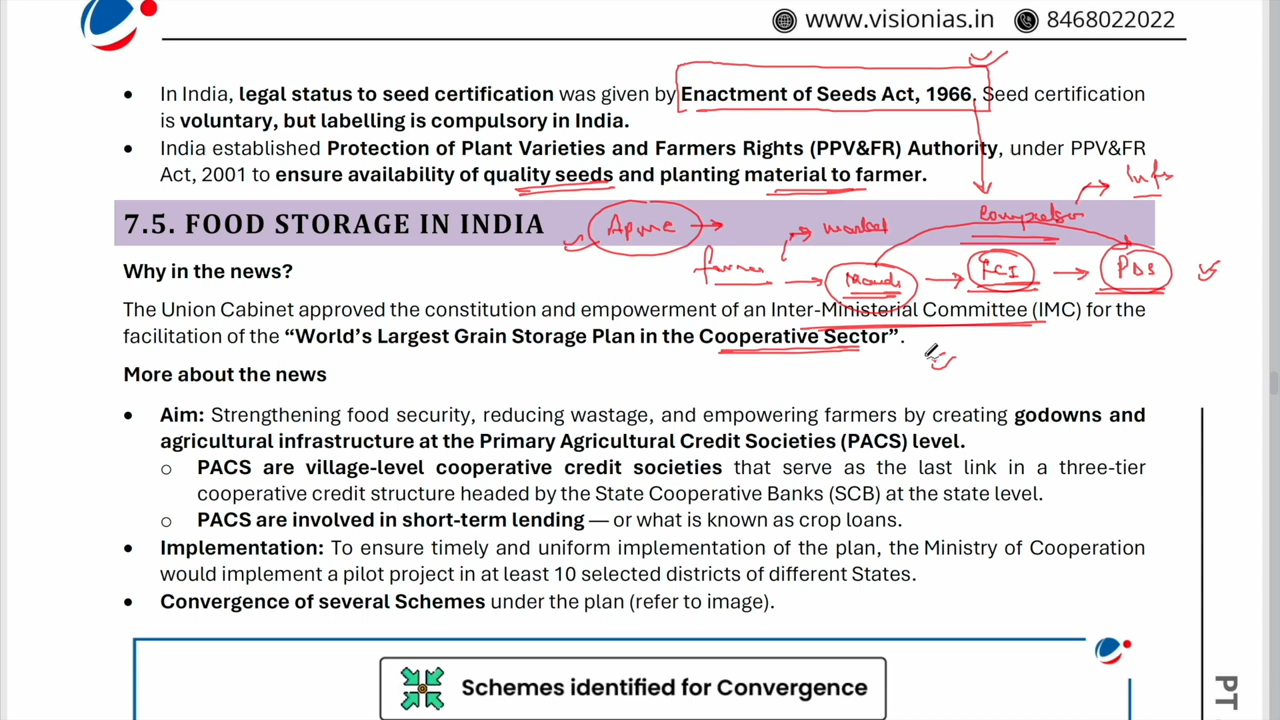 www.visionias.in 8468022022
• In India, legal status to seed certification was given by Enactment of Seeds Act, 1966. Seed certification
is voluntary, but labelling is compulsory in India.
• India established Protection of Plant Varieties and Farmers Rights (PPV&FR) Authority, under PPV&FR
Act, 2001 to ensure availability of quality seeds and planting material to farmer.
Infra
7.5. FOOD STORAGE IN INDIA Apmc market
farmer Mandi FCI PDS
Why in the news?
The Union Cabinet approved the constitution and empowerment of an Inter-Ministerial Committee (IMC) for the
facilitation of the “World’s Largest Grain Storage Plan in the Cooperative Sector”.
More about the news
• Aim: Strengthening food security, reducing wastage, and empowering farmers by creating godowns and
agricultural infrastructure at the Primary Agricultural Credit Societies (PACS) level.
o PACS are village-level cooperative credit societies that serve as the last link in a three-tier
cooperative credit structure headed by the State Cooperative Banks (SCB) at the state level.
o PACS are involved in short-term lending — or what is known as crop loans.
• Implementation: To ensure timely and uniform implementation of the plan, the Ministry of Cooperation
would implement a pilot project in at least 10 selected districts of different States.
• Convergence of several Schemes under the plan (refer to image).
Schemes identified for Convergence
PT